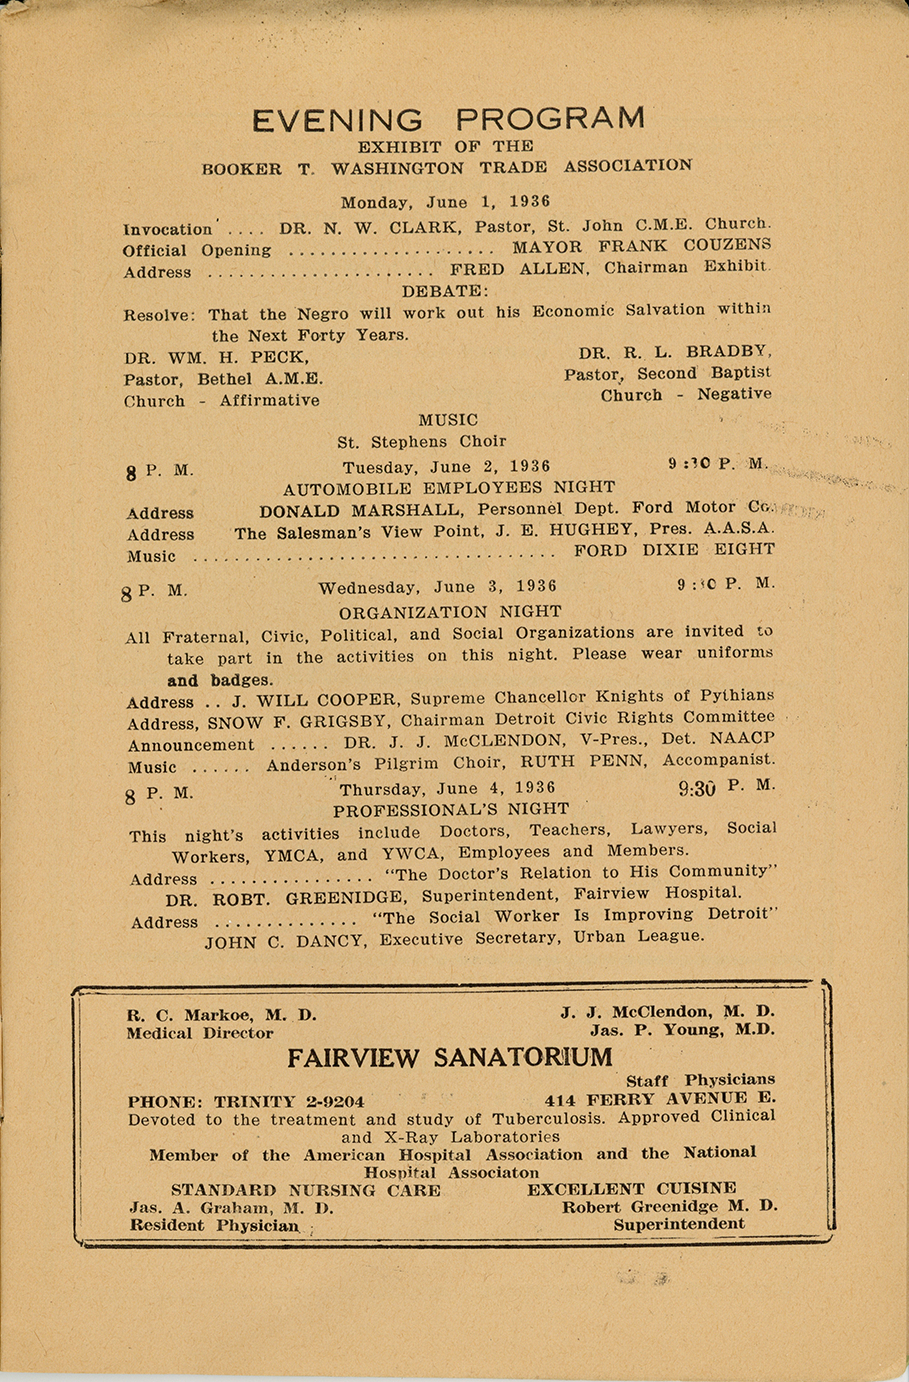 EVENING PROGRAM
EXHIBIT OF THE
BOOKER T. WASHINGTON TRADE ASSOCIATION
Monday, June 1, 1936
Invocation .... DR. N. W. CLARK, Pastor, St. John C.M.E. Church.
Official Opening .................... MAYOR FRANK COUZENS
Address ...................... FRED ALLEN, Chairman Exhibit.
DEBATE:
Resolve: That the Negro will work out his Economic Salvation within
the Next Forty Years.
DR. WM. H. PECK, DR. R. L. BRADBY,
Pastor, Bethel A.M.E. Pastor, Second Baptist
Church - Affirmative Church - Negative
MUSIC
St. Stephens Choir
8 P. M. Tuesday, June 2, 1936 9:30 P. M.
AUTOMOBILE EMPLOYEES NIGHT
Address DONALD MARSHALL, Personnel Dept. Ford Motor Co.
Address The Salesman's View Point, J. E. HUGHEY, Pres. A.A.S.A.
Music ................................... FORD DIXIE EIGHT
8 P. M. Wednesday, June 3, 1936 9:30 P. M.
ORGANIZATION NIGHT
All Fraternal, Civic, Political, and Social Organizations are invited to
take part in the activities on this night. Please wear uniforms
and badges.
Address .. J. WILL COOPER, Supreme Chancellor Knights of Pythians
Address, SNOW F. GRIGSBY, Chairman Detroit Civic Rights Committee
Announcement ...... DR. J. J. McCLENDON, V-Pres., Det. NAACP
Music ...... Anderson's Pilgrim Choir, RUTH PENN, Accompanist.
8 P. M. Thursday, June 4, 1936 9:30 P. M.
PROFESSIONAL'S NIGHT
This night's activities include Doctors, Teachers, Lawyers, Social
Workers, YMCA, and YWCA, Employees and Members.
Address ................ "The Doctor's Relation to His Community"
DR. ROBT. GREENIDGE, Superintendent, Fairview Hospital.
Address .............. "The Social Worker Is Improving Detroit"
JOHN C. DANCY, Executive Secretary, Urban League.
R. C. Markoe, M. D. J. J. McClendon, M. D.
Medical Director Jas. P. Young, M.D.
FAIRVIEW SANATORIUM
Staff Physicians
PHONE: TRINITY 2-9204 414 FERRY AVENUE E.
Devoted to the treatment and study of Tuberculosis. Approved Clinical
and X-Ray Laboratories
Member of the American Hospital Association and the National
Hospital Associaton
STANDARD NURSING CARE EXCELLENT CUISINE
Jas. A. Graham, M. D. Robert Greenidge M. D.
Resident Physician Superintendent